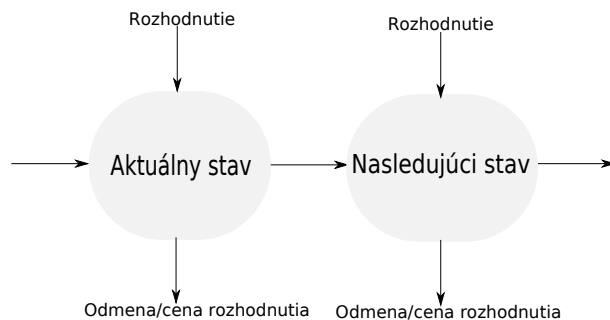 Rozhodnutie
Rozhodnutie
Aktuálny stav
Nasledujúci stav
Odmena/cena rozhodnutia
Odmena/cena rozhodnutia